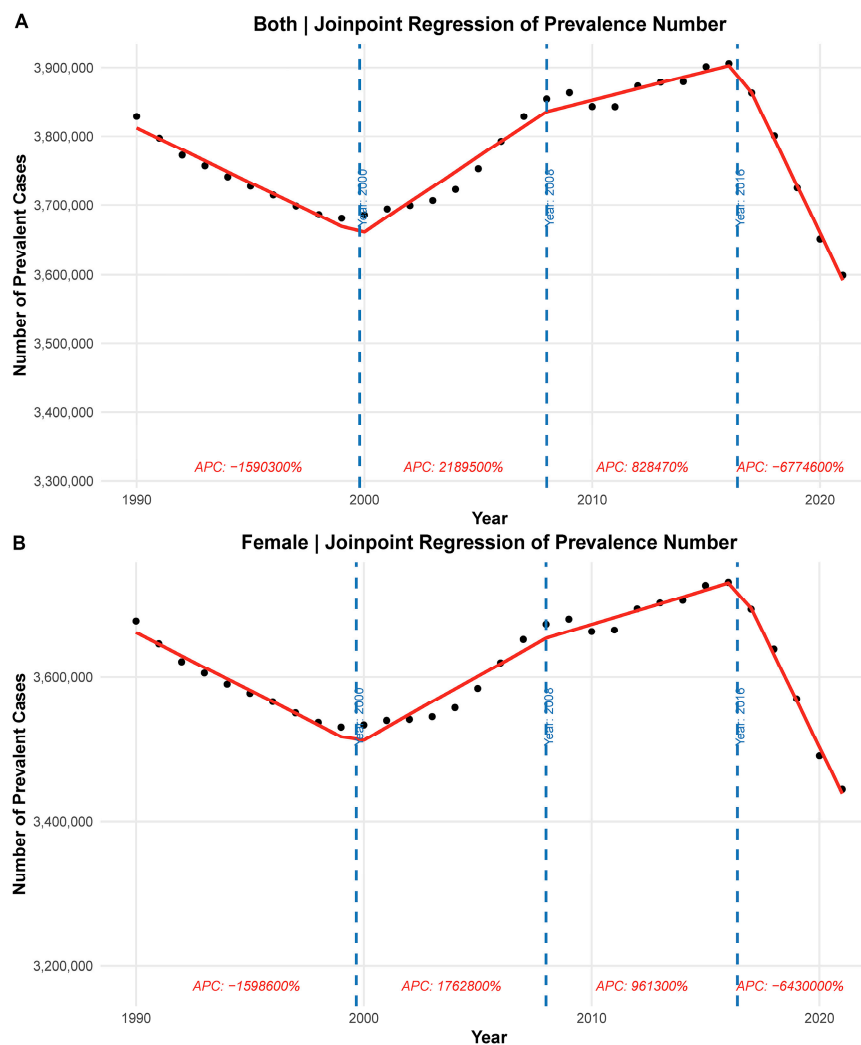 A
Both | Joinpoint Regression of Prevalence Number
Number of Prevalent Cases
3,900,000
3,800,000
3,700,000
3,600,000
3,500,000
3,400,000
3,300,000
Year: 2000
Year: 2008
Year: 2016
APC: −1590300%
APC: 2189500%
APC: 828470%
APC: −6774600%
1990
2000
2010
2020
Year
B
Female | Joinpoint Regression of Prevalence Number
Number of Prevalent Cases
3,600,000
3,400,000
3,200,000
Year: 2000
Year: 2008
Year: 2016
APC: −1598600%
APC: 1762800%
APC: 961300%
APC: −6430000%
1990
2000
2010
2020
Year